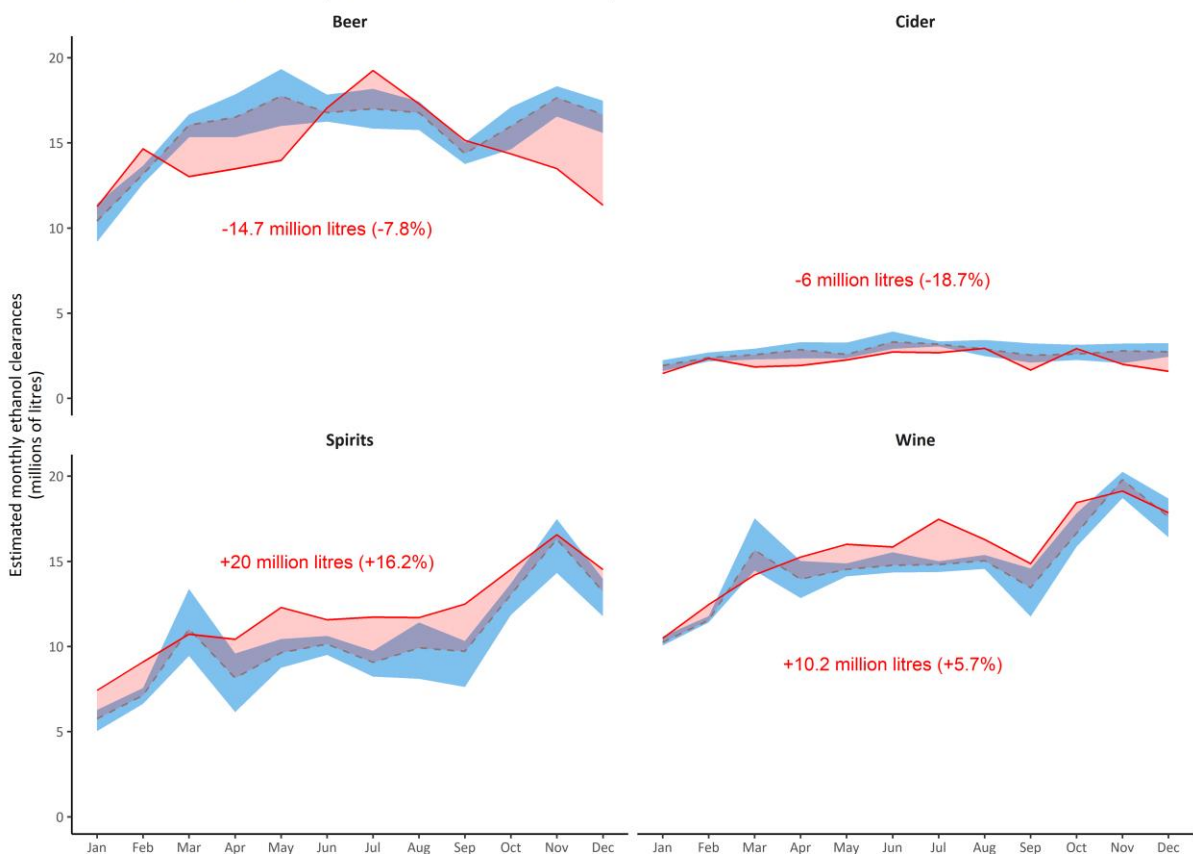 Beer
Cider
Estimated monthly ethanol clearances
(millions of litres)
20
15
10
5
0
-14.7 million litres (-7.8%)
-6 million litres (-18.7%)
Spirits
Wine
20
15
10
5
0
+20 million litres (+16.2%)
+10.2 million litres (+5.7%)
Jan Feb Mar Apr May Jun Jul Aug Sep Oct Nov Dec
Jan Feb Mar Apr May Jun Jul Aug Sep Oct Nov Dec